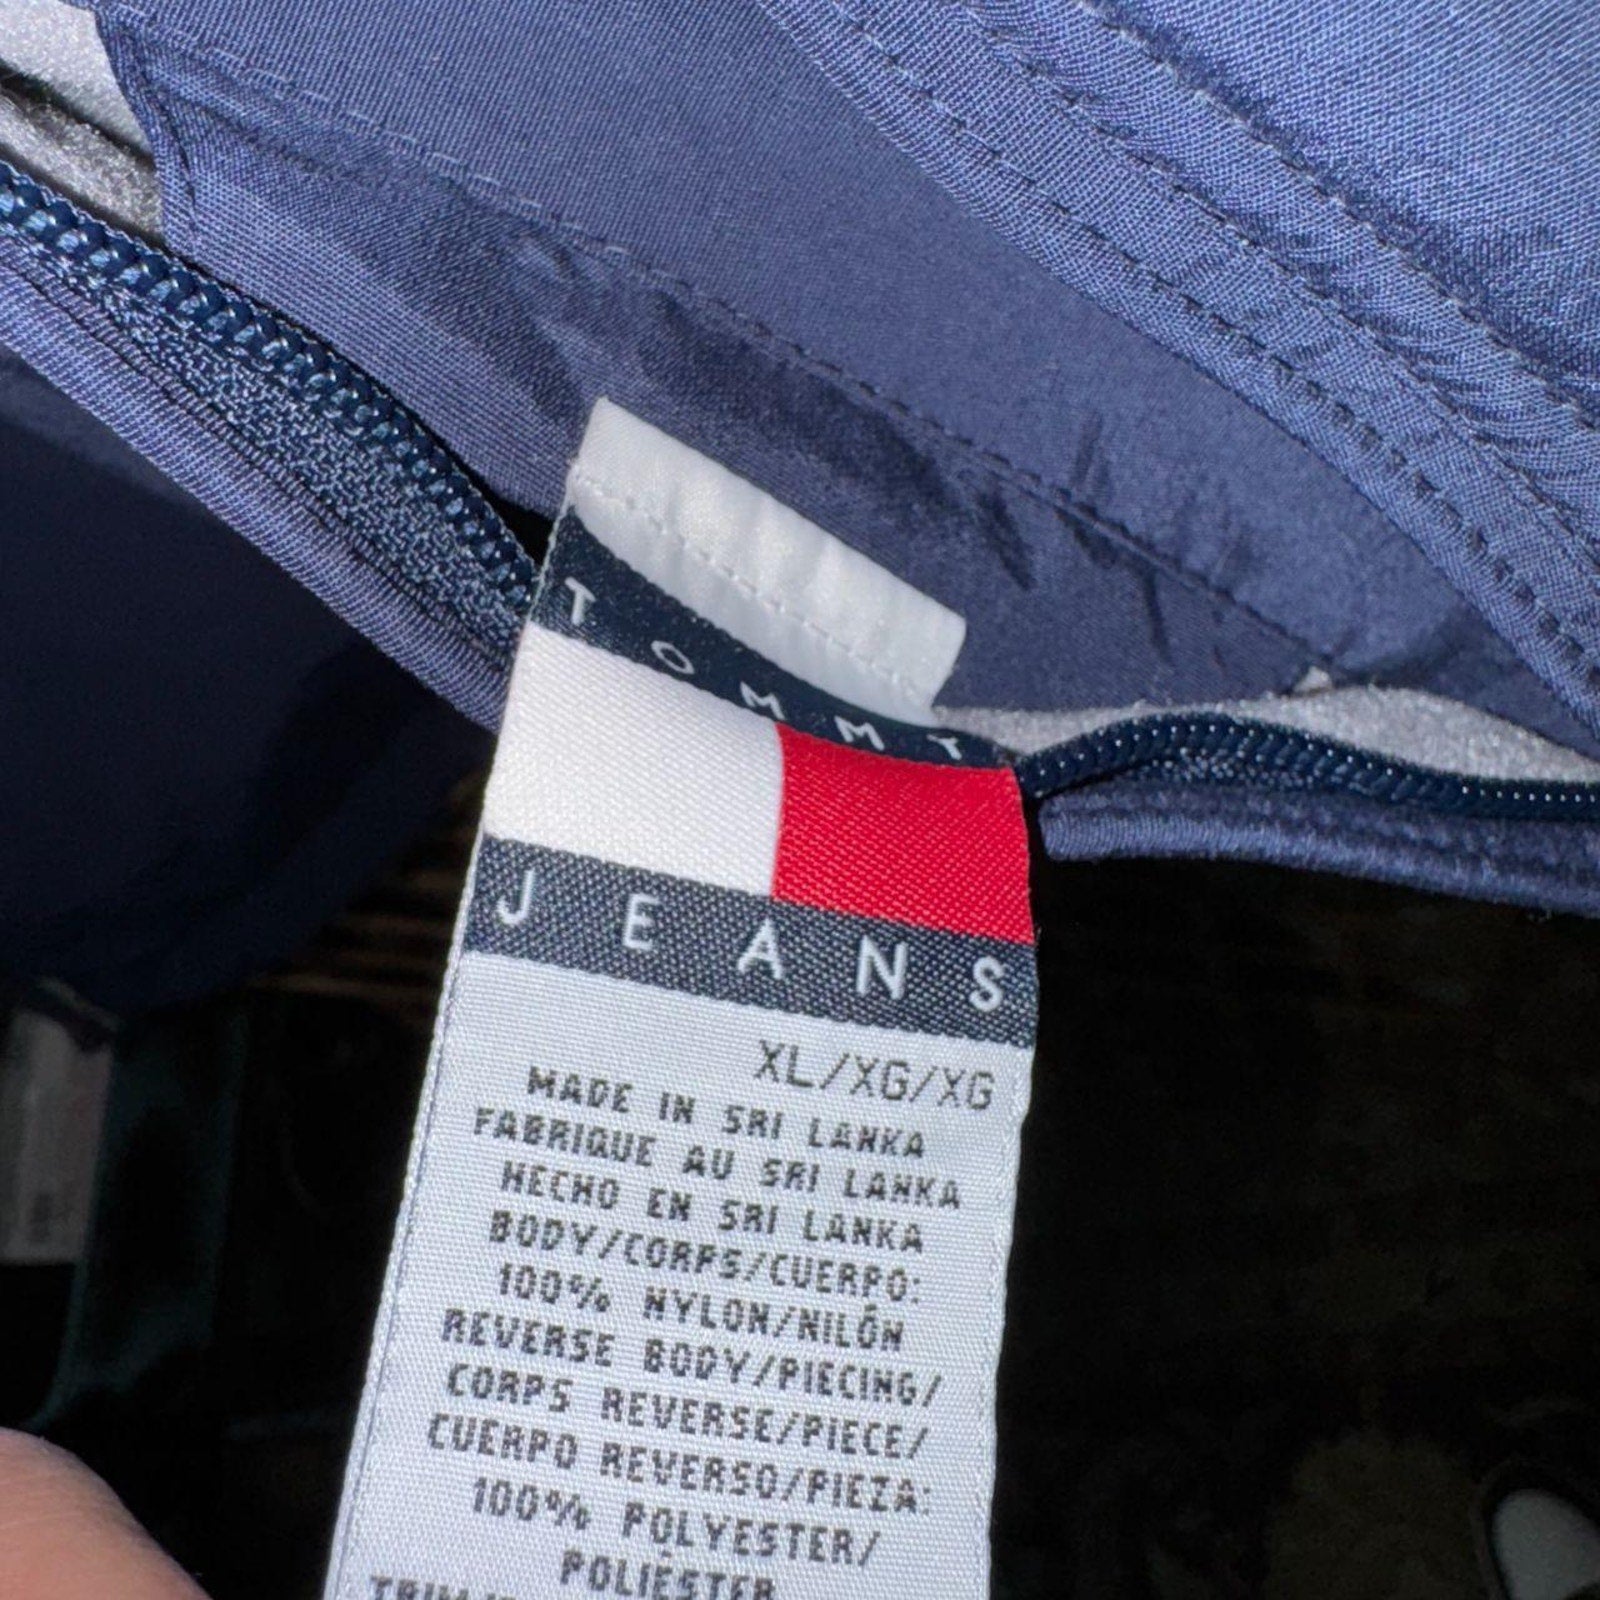 TOMMY
JEANS
XL/XG/XG
MADE IN SRI LANKA
FABRIQUE AU SRI LANKA
HECHO EN SRI LANKA
BODY/CORPS/CUERPO:
100% NYLON/NILÓN
REVERSE BODY/PIECING/
CORPS REVERSE/PIECE/
CUERPO REVERSO/PIEZA:
100% POLYESTER/
POLIÉSTER